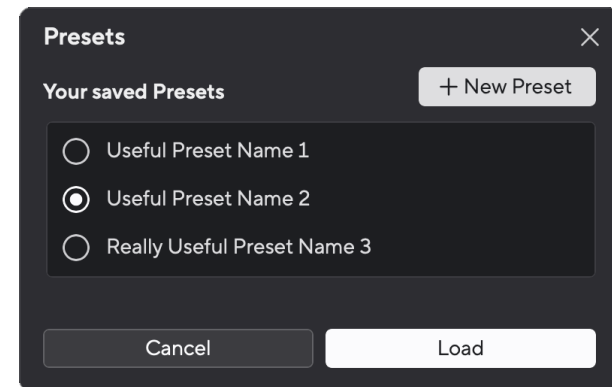 Presets
Your saved Presets
+ New Preset
Useful Preset Name 1
Useful Preset Name 2
Really Useful Preset Name 3
Cancel
Load